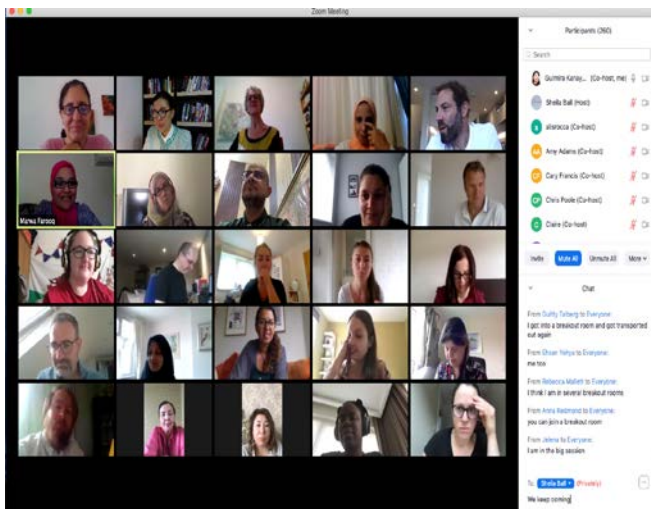 Zoom Meeting
Participants (260)
Search
Gulmira Kanay... (Co-host, me)
Sheila Ball (Host)
alisrocca (Co-host)
Amy Adams (Co-host)
Cary Francis (Co-host)
Chris Poole (Co-host)
Claire (Co-host)
Invite
Mute All
Unmute All
More
Chat
From to Everyone:
I get into a breakout room and got transported
out again
From Ehsan Yahya to Everyone:
me too
From Rebecca Mallett to Everyone:
I think I am in several breakout rooms
From Anna Redmond to Everyone:
you can join a breakout room
From Jelena to Everyone:
I am in the big session
To: Sheila Ball (Privately)
We keep coming
Marwa Farooq
AA
CF
CP
C